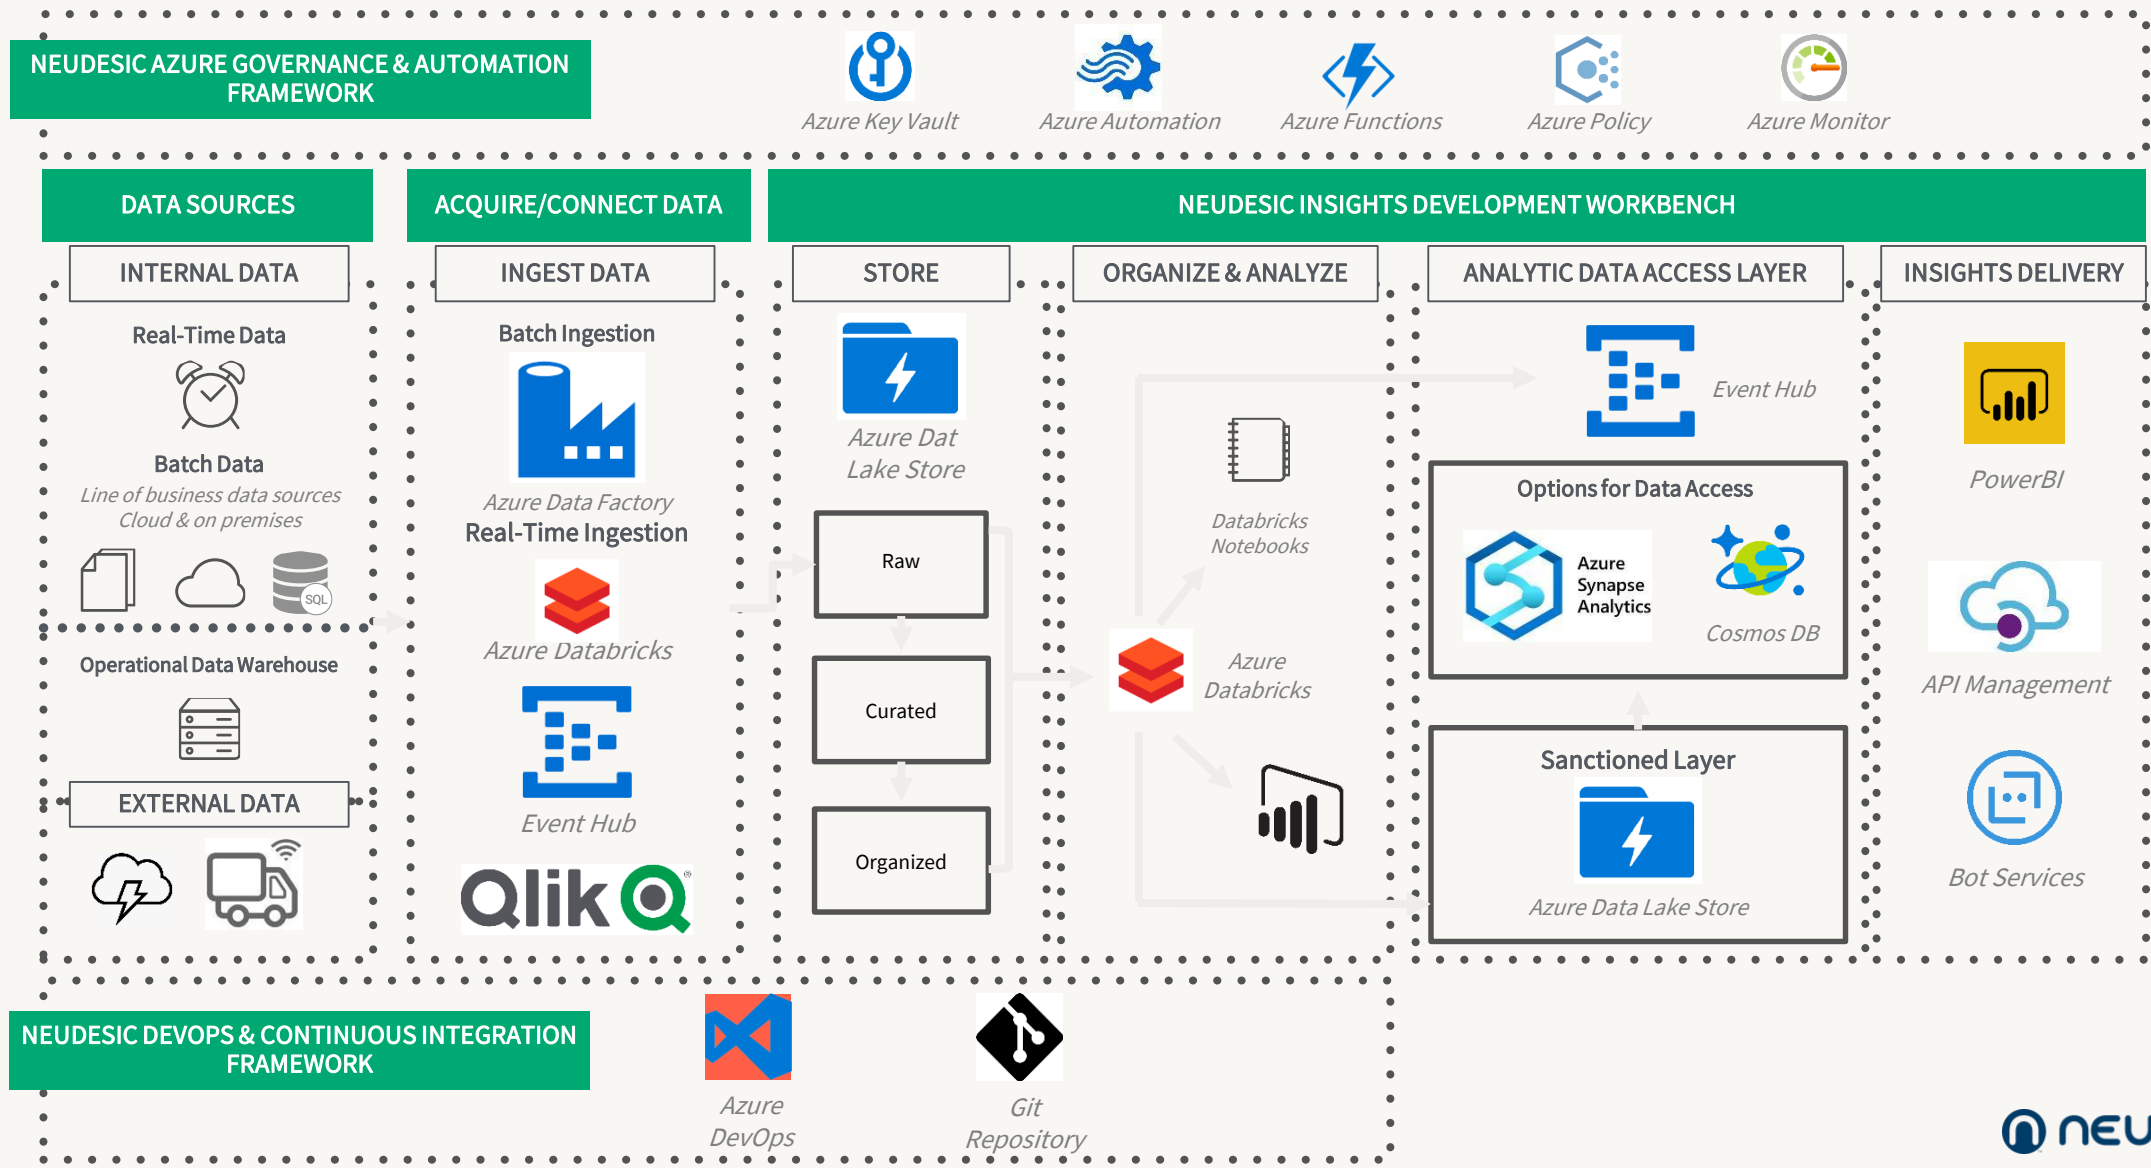 NEUDESIC AZURE GOVERNANCE & AUTOMATION
FRAMEWORK
Azure Key Vault
Azure Automation
Azure Functions
Azure Policy
Azure Monitor
DATA SOURCES
ACQUIRE/CONNECT DATA
NEUDESIC INSIGHTS DEVELOPMENT WORKBENCH
INTERNAL DATA
Real-Time Data
Batch Data
Line of business data sources
Cloud & on premises
SQL
Operational Data Warehouse
EXTERNAL DATA
INGEST DATA
Batch Ingestion
Azure Data Factory
Real-Time Ingestion
Azure Databricks
Event Hub
Qlik
STORE
Azure Dat
Lake Store
Raw
Curated
Organized
ORGANIZE & ANALYZE
Databricks
Notebooks
Azure
Databricks
ANALYTIC DATA ACCESS LAYER
Event Hub
Options for Data Access
Azure
Synapse
Analytics
Cosmos DB
Sanctioned Layer
Azure Data Lake Store
INSIGHTS DELIVERY
PowerBI
API Management
Bot Services
NEUDESIC DEVOPS & CONTINUOUS INTEGRATION
FRAMEWORK
Azure
DevOps
Git
Repository
neu